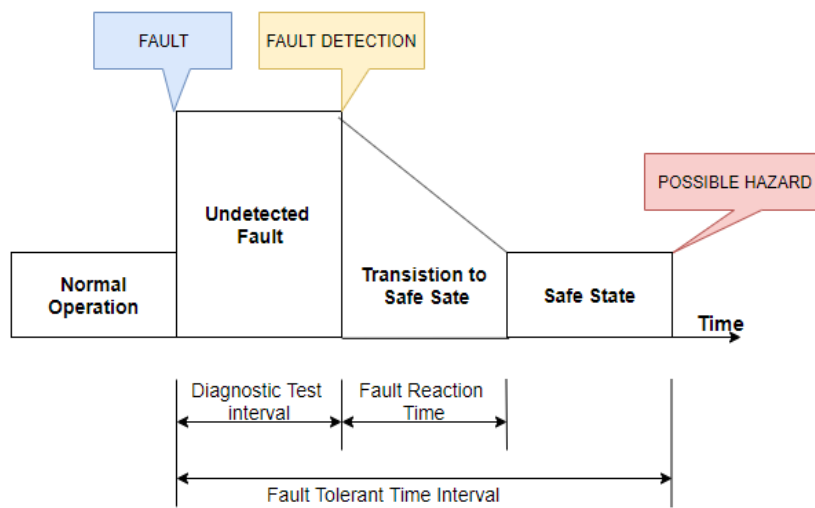 FAULT
FAULT DETECTION
POSSIBLE HAZARD
Undetected
Fault
Normal
Operation
Transistion to
Safe Sate
Safe State
Time
Diagnostic Test
interval
Fault Reaction
Time
Fault Tolerant Time Interval